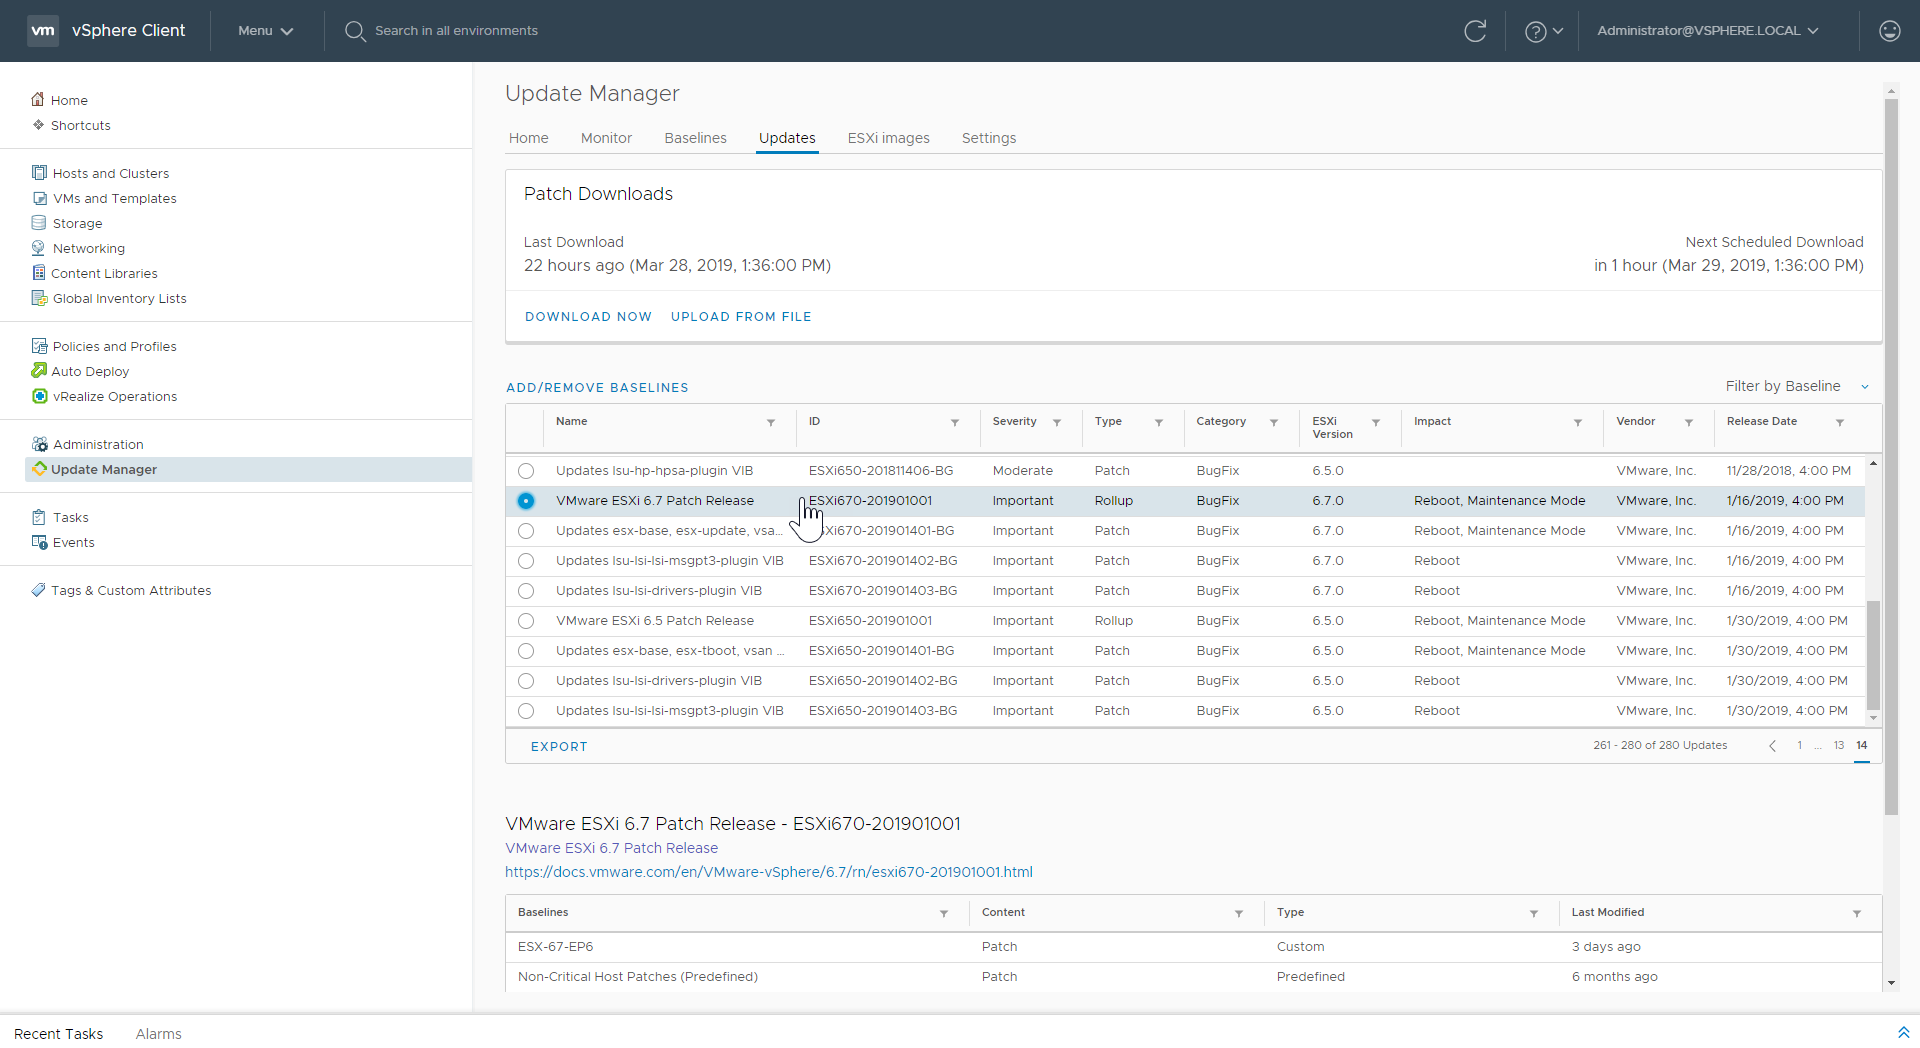 vm vSphere Client Menu Search in all environments Administrator@VSPHERE.LOCAL
Home
Shortcuts
Hosts and Clusters
VMs and Templates
Storage
Networking
Content Libraries
Global Inventory Lists
Policies and Profiles
Auto Deploy
vRealize Operations
Administration
Update Manager
Tasks
Events
Tags & Custom Attributes
Update Manager
Home Monitor Baselines Updates ESXi images Settings
Patch Downloads
Last Download Next Scheduled Download
22 hours ago (Mar 28, 2019, 1:36:00 PM) in 1 hour (Mar 29, 2019, 1:36:00 PM)
DOWNLOAD NOW UPLOAD FROM FILE
ADD/REMOVE BASELINES Filter by Baseline
Name ID Severity Type Category ESXi Version Impact Vendor Release Date
Updates lsu-hp-hpsa-plugin VIB ESXi650-201811406-BG Moderate Patch BugFix 6.5.0 VMware, Inc. 11/28/2018, 4:00 PM
VMware ESXi 6.7 Patch Release ESXi670-201901001 Important Rollup BugFix 6.7.0 Reboot, Maintenance Mode VMware, Inc. 1/16/2019, 4:00 PM
Updates esx-base, esx-update, vsa... Xi670-201901401-BG Important Patch BugFix 6.7.0 Reboot, Maintenance Mode VMware, Inc. 1/16/2019, 4:00 PM
Updates lsu-lsi-lsi-msgpt3-plugin VIB ESXi670-201901402-BG Important Patch BugFix 6.7.0 Reboot VMware, Inc. 1/16/2019, 4:00 PM
Updates lsu-lsi-drivers-plugin VIB ESXi670-201901403-BG Important Patch BugFix 6.7.0 Reboot VMware, Inc. 1/16/2019, 4:00 PM
VMware ESXi 6.5 Patch Release ESXi650-201901001 Important Rollup BugFix 6.5.0 Reboot, Maintenance Mode VMware, Inc. 1/30/2019, 4:00 PM
Updates esx-base, esx-tboot, vsan ... ESXi650-201901401-BG Important Patch BugFix 6.5.0 Reboot, Maintenance Mode VMware, Inc. 1/30/2019, 4:00 PM
Updates lsu-lsi-drivers-plugin VIB ESXi650-201901402-BG Important Patch BugFix 6.5.0 Reboot VMware, Inc. 1/30/2019, 4:00 PM
Updates lsu-lsi-lsi-msgpt3-plugin VIB ESXi650-201901403-BG Important Patch BugFix 6.5.0 Reboot VMware, Inc. 1/30/2019, 4:00 PM
EXPORT 261 - 280 of 280 Updates 1 ... 13 14
VMware ESXi 6.7 Patch Release - ESXi670-201901001
VMware ESXi 6.7 Patch Release
https://docs.vmware.com/en/VMware-vSphere/6.7/rn/esxi670-201901001.html
Baselines Content Type Last Modified
ESX-67-EP6 Patch Custom 3 days ago
Non-Critical Host Patches (Predefined) Patch Predefined 6 months ago
Recent Tasks Alarms